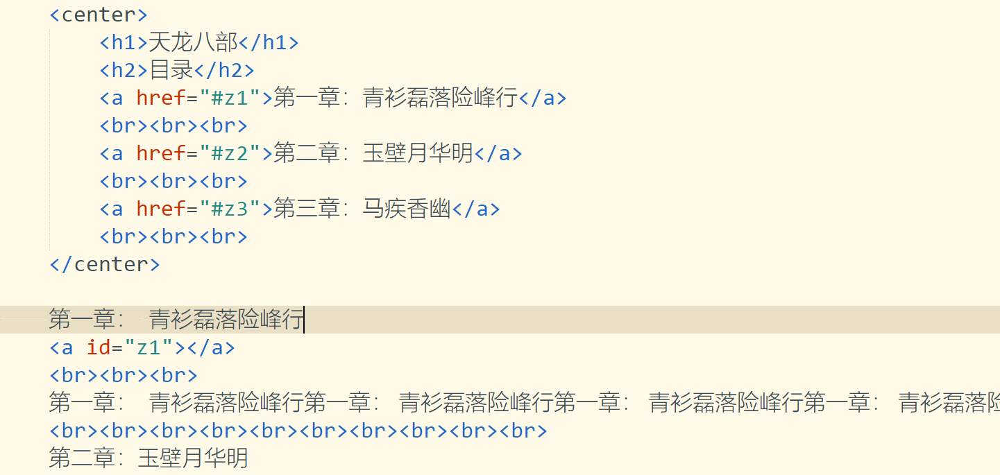 <center>
<h1>天龙八部</h1>
<h2>目录</h2>
<a href="#z1">第一章：青衫磊落险峰行</a>
<br><br><br>
<a href="#z2">第二章：玉壁月华明</a>
<br><br><br>
<a href="#z3">第三章：马疾香幽</a>
<br><br><br>
</center>
第一章： 青衫磊落险峰行
<a id="z1"></a>
<br><br><br>
第一章： 青衫磊落险峰行第一章： 青衫磊落险峰行第一章： 青衫磊落险峰行第一章： 青衫磊落险
<br><br><br><br><br><br><br><br><br><br>
第二章：玉壁月华明